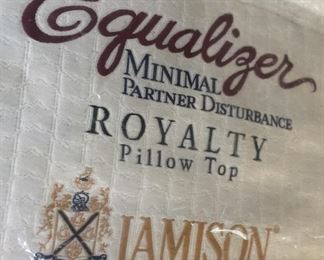 Equalizer
MINIMAL
PARTNER DISTURBANCE
ROYALTY
Pillow Top
JAMISON®